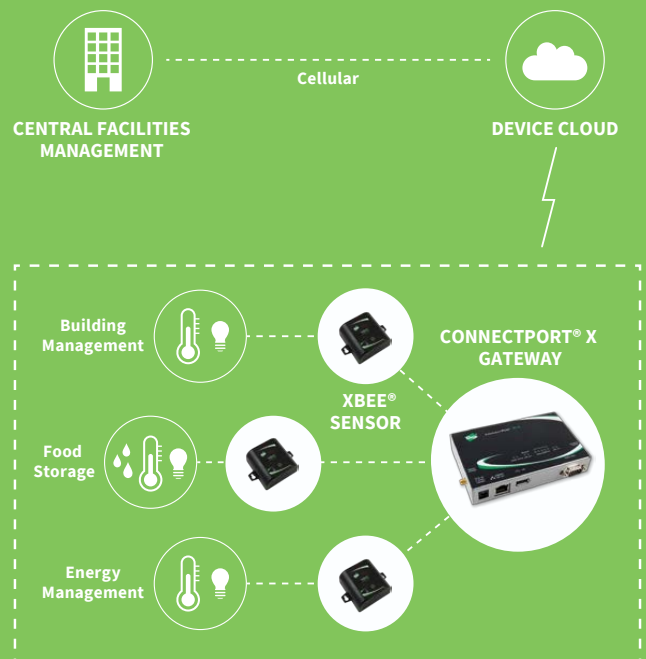 Cellular
CENTRAL FACILITIES
MANAGEMENT
DEVICE CLOUD
Building
Management
CONNECTPORT® X
GATEWAY
XBEE®
SENSOR
Food
Storage
Energy
Management